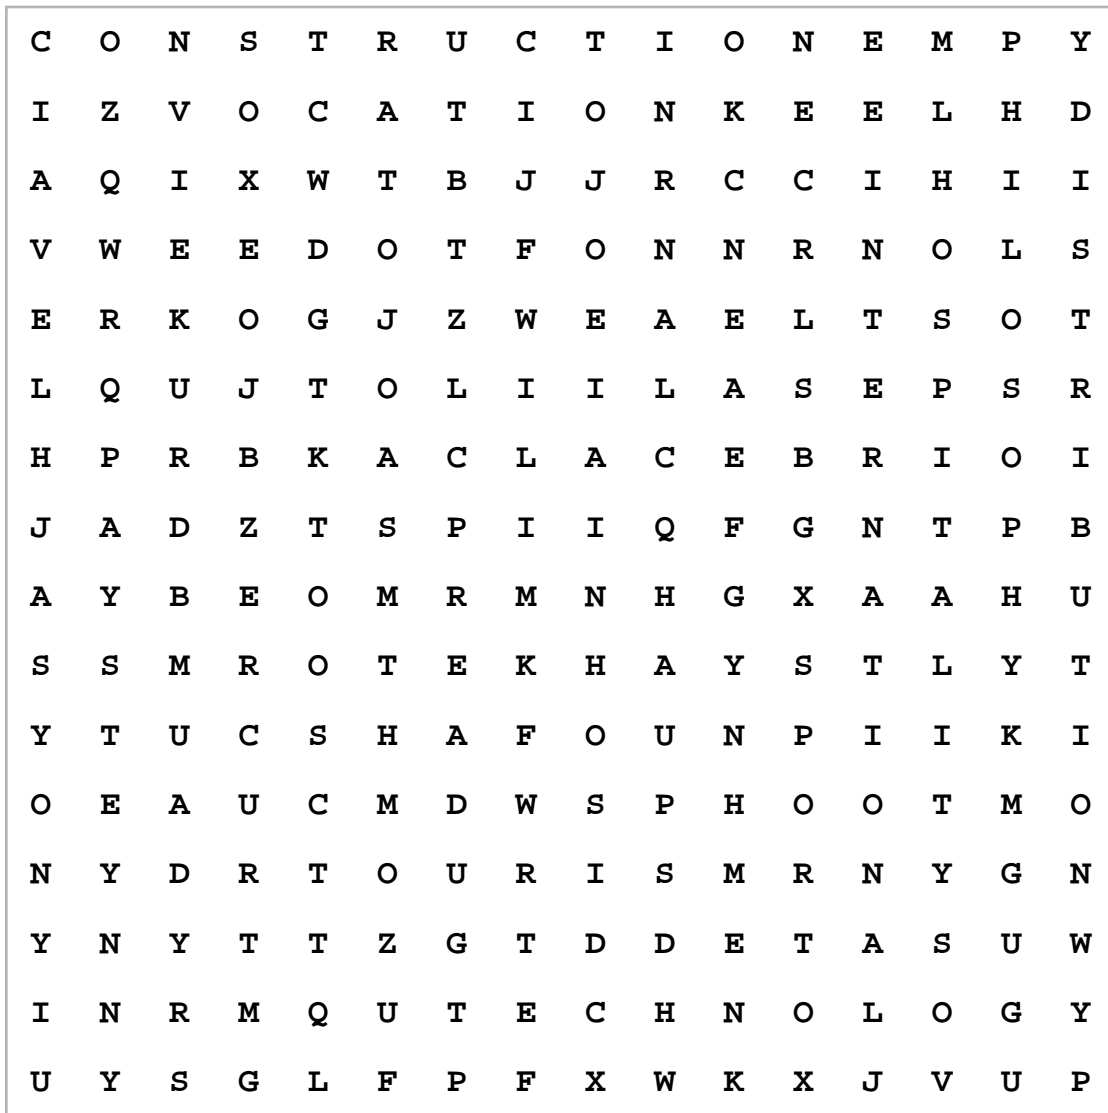 C O N S T R U C T I O N E M P Y
I Z V O C A T I O N K E E L H D
A Q I X W T B J J R C C I H I I
V W E E D O T F O N N R N O L S
E R K O G J Z W E A E L T S O T
L Q U J T O L I I L A S E P S R
H P R B K A C L A C E B R I O I
J A D Z T S P I I Q F G N T P B
A Y B E O M R M N H G X A A H U
S S M R O T E K H A Y S T L Y T
Y T U C S H A F O U N P I I K I
O E A U C M D W S P H O O T M O
N Y D R T O U R I S M R N Y G N
Y N Y T T Z G T D D E T A S U W
I N R M Q U T E C H N O L O G Y
U Y S G L F P F X W K X J V U P